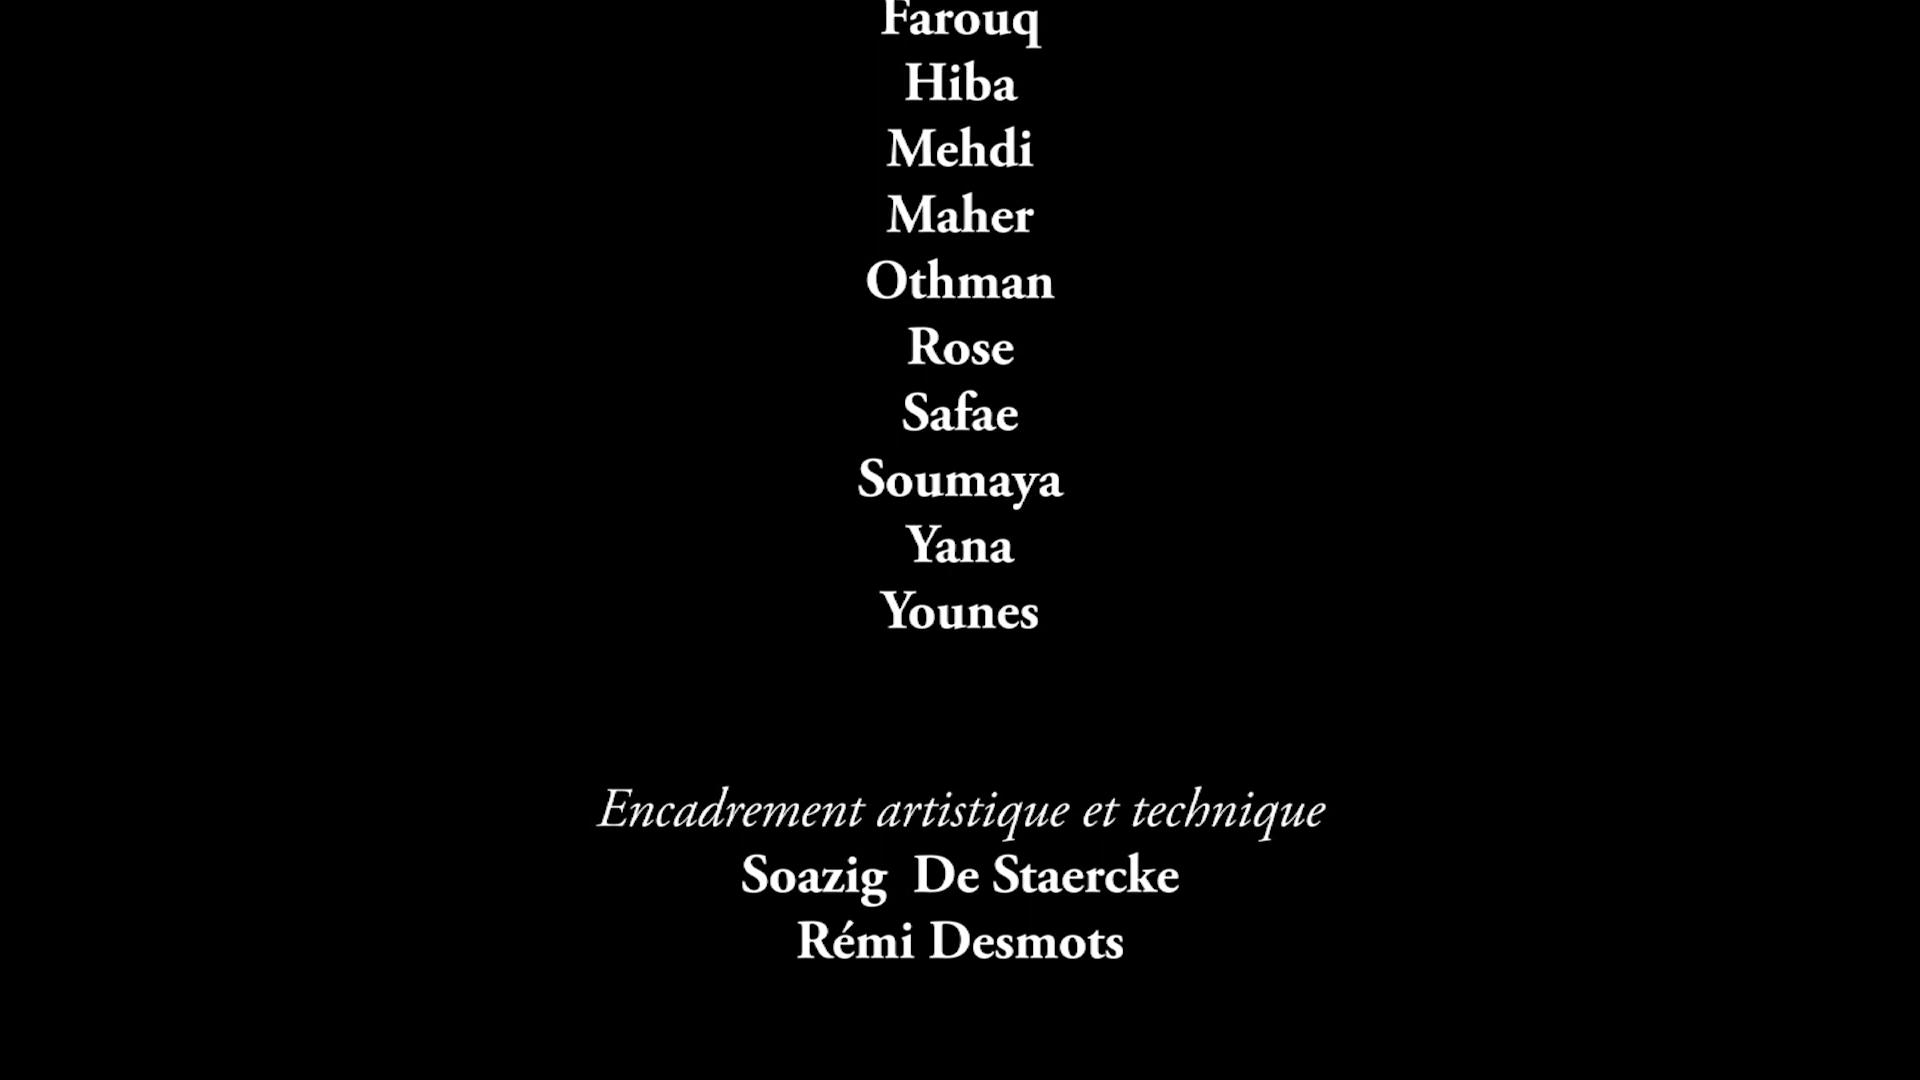 Farouq
Hiba
Mehdi
Maher
Othman
Rose
Safae
Soumaya
Yana
Younes
Encadrement artistique et technique
Soazig  De Staercke
Rémi Desmots